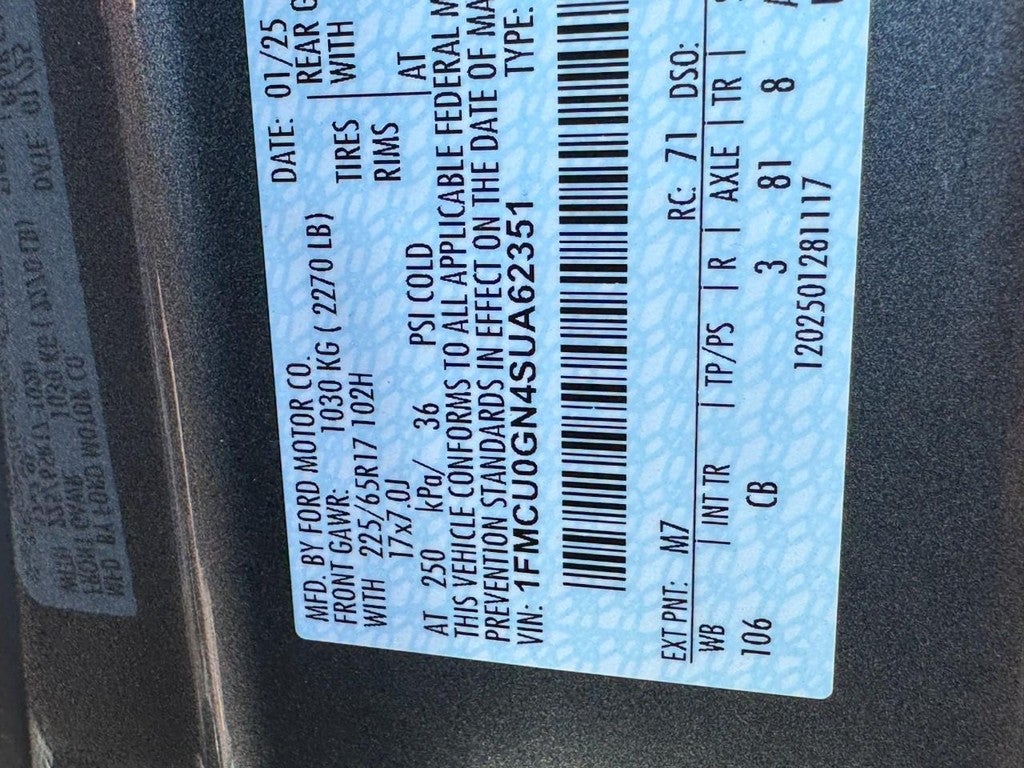 MFD. BY FORD MOTOR CO.
DATE: 01/25
FRONT GAWR: 1030 KG ( 2270 LB)
REAR G
WITH 225/65R17 102H
TIRES
WITH
17x7.0J
RIMS
AT 250 kPa/ 36 PSI COLD
AT
THIS VEHICLE CONFORMS TO ALL APPLICABLE FEDERAL M
PREVENTION STANDARDS IN EFFECT ON THE DATE OF MA
VIN: 1FMCU0GN4SUA62351 TYPE:
EXT PNT: M7 RC: 71 DSO:
WB | INT TR | TP/PS | R | AXLE | TR |
106 CB 3 81 8
1202501281117